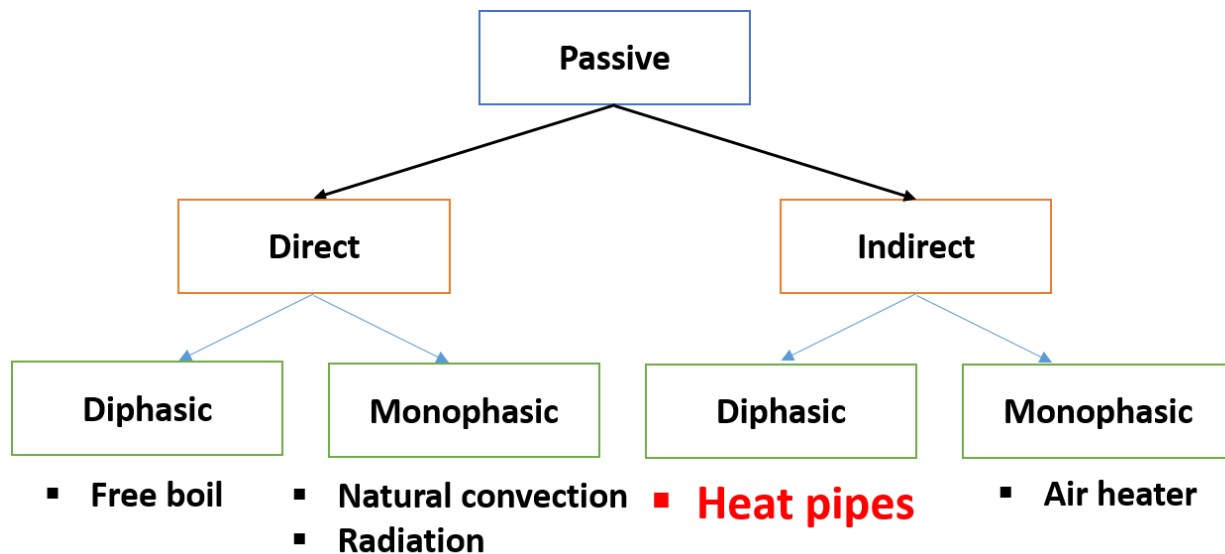 Passive
Direct
Indirect
Diphasic
Monophasic
Diphasic
Monophasic
▪ Free boil
▪ Natural convection
▪ Radiation
▪ Heat pipes
▪ Air heater